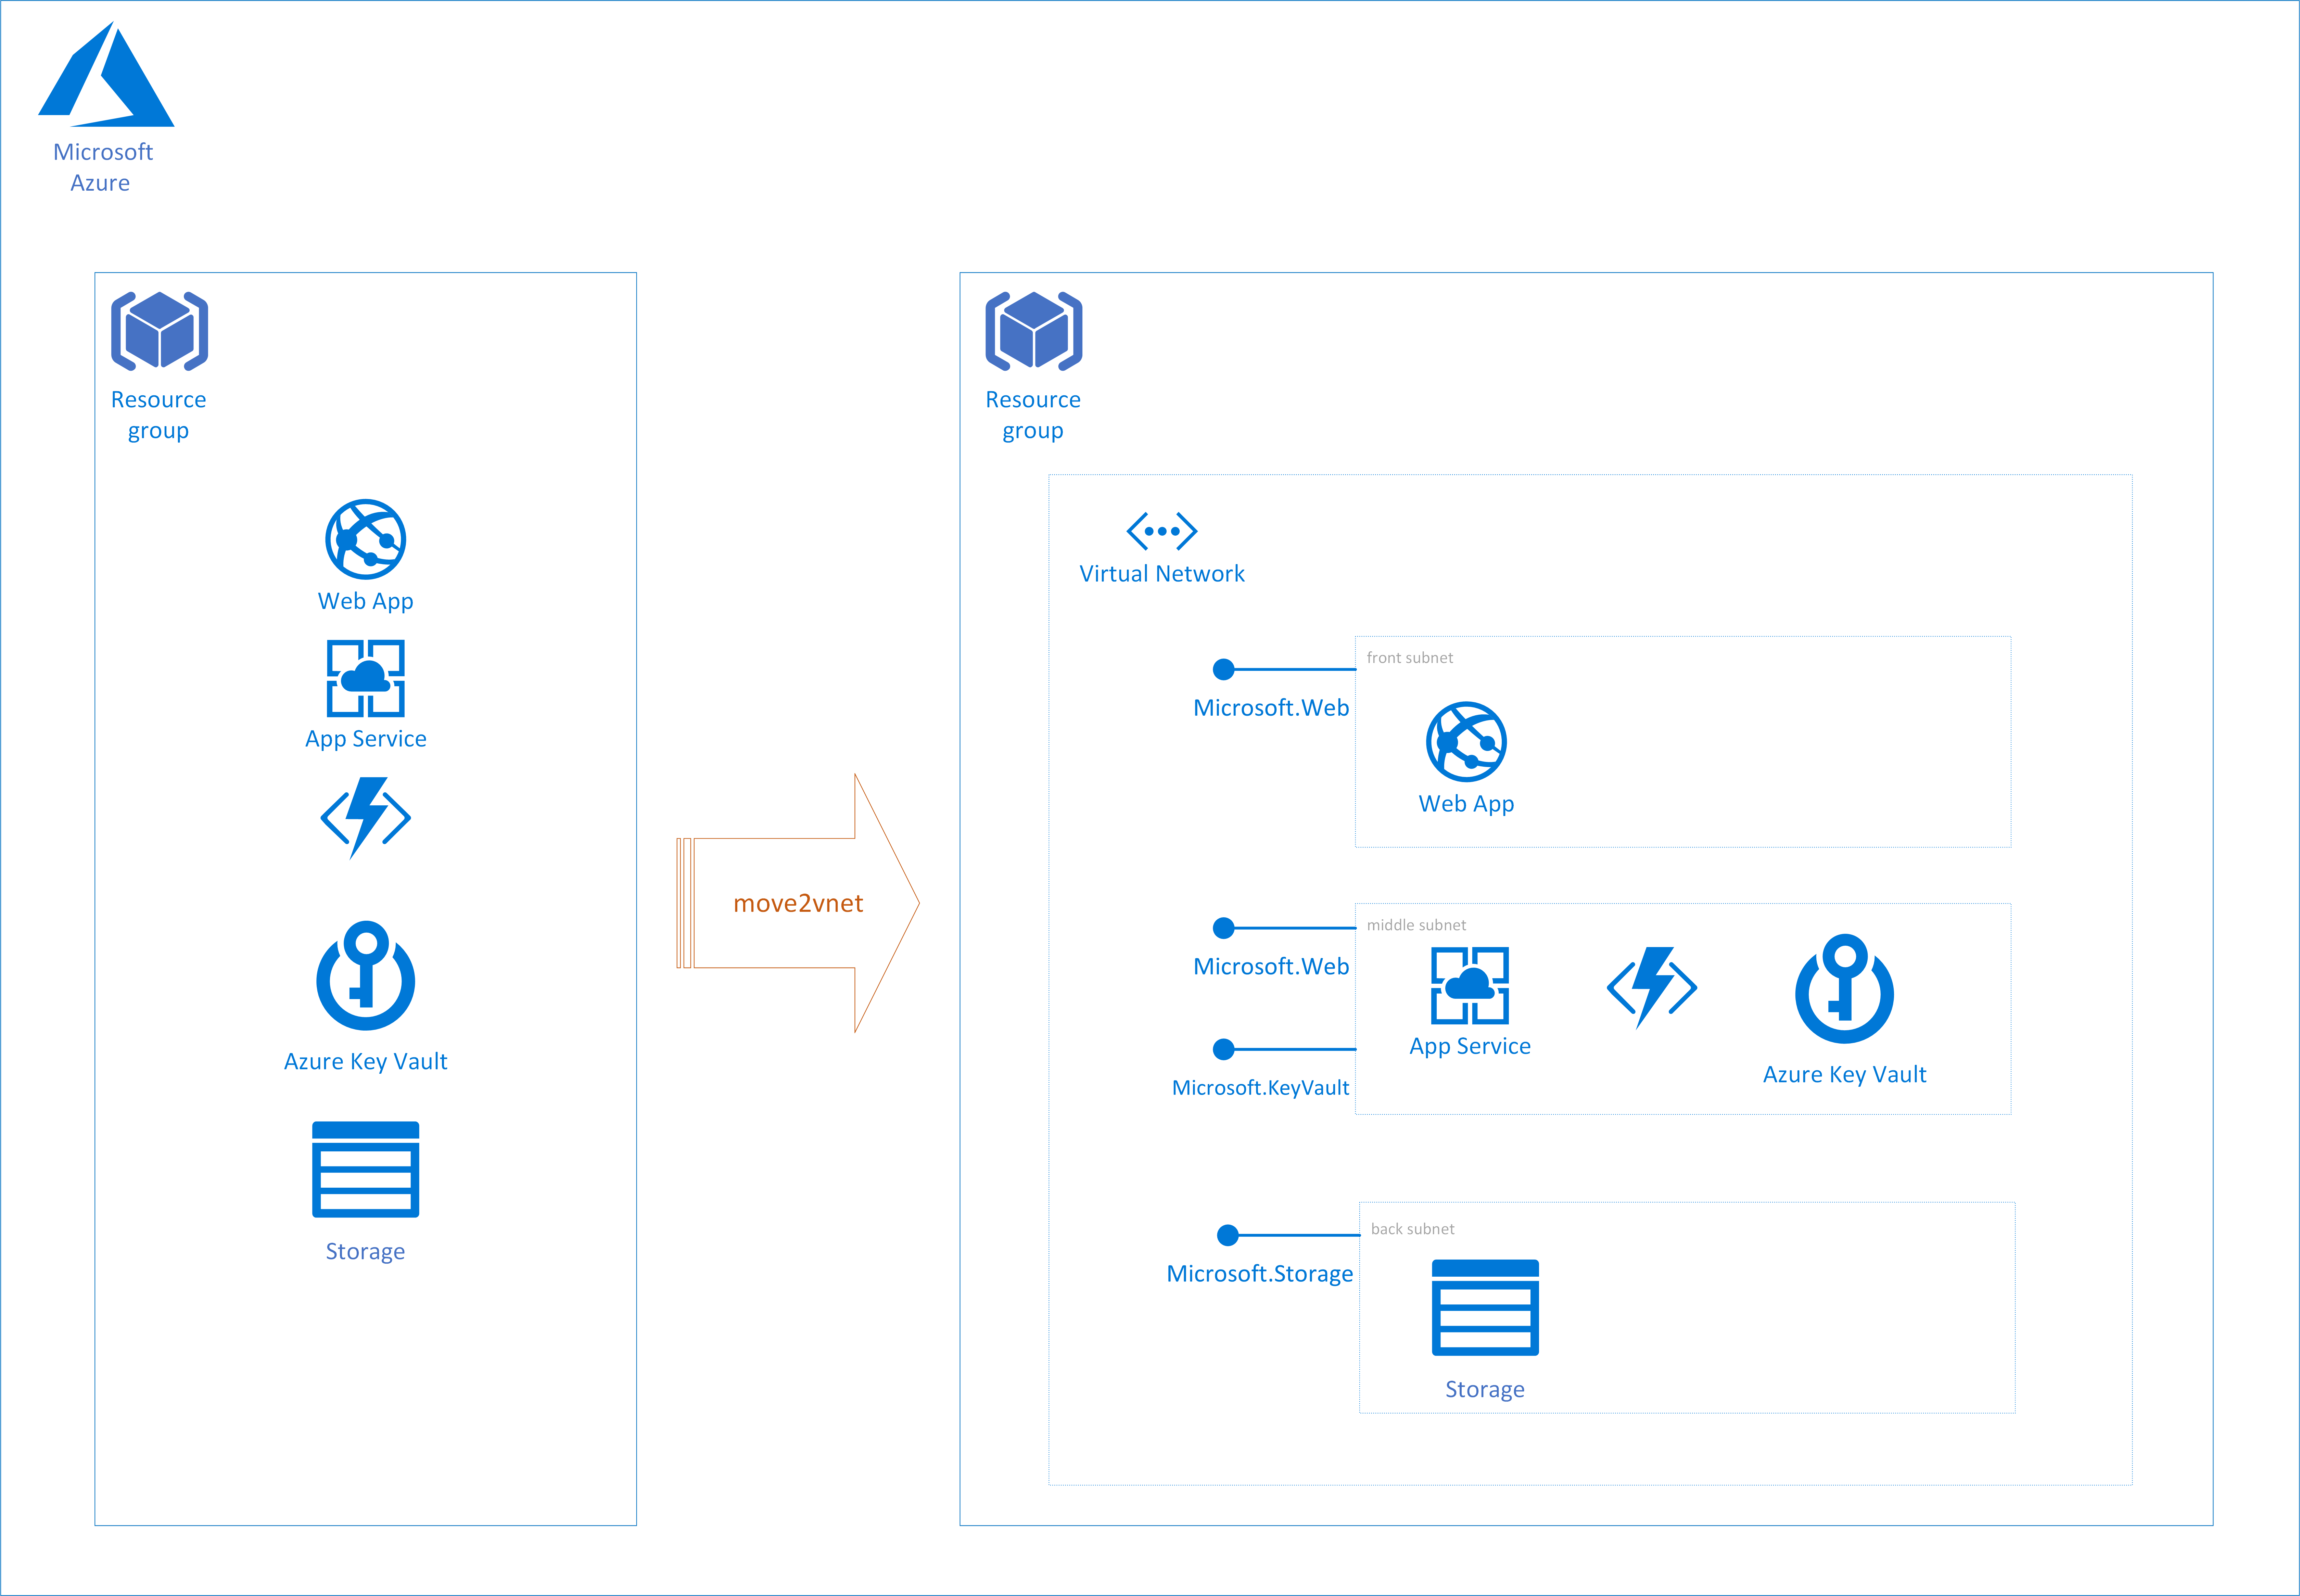 Microsoft
Azure
Resource
group
Web App
App Service
Azure Key Vault
Storage
move2vnet
Resource
group
Virtual Network
front subnet
Microsoft.Web
Web App
middle subnet
Microsoft.Web
App Service
Microsoft.KeyVault
Azure Key Vault
back subnet
Microsoft.Storage
Storage